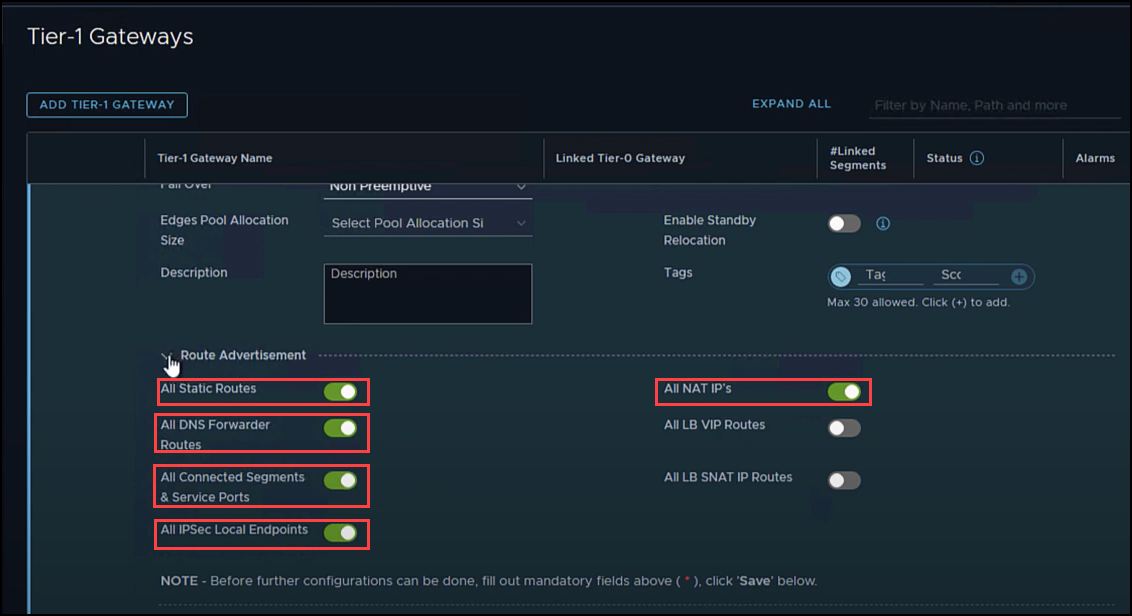 Tier-1 Gateways
ADD TIER-1 GATEWAY
EXPAND ALL
Filter by Name, Path and more
Tier-1 Gateway Name
Linked Tier-0 Gateway
#Linked
Segments
Status
Alarms
Fail Over
Non Preemptive
Edges Pool Allocation
Size
Select Pool Allocation Si
Enable Standby
Relocation
Description
Description
Tags
Tag
Sco
Max 30 allowed. Click (+) to add.
Route Advertisement
All Static Routes
All NAT IP's
All DNS Forwarder
Routes
All LB VIP Routes
All Connected Segments
& Service Ports
All LB SNAT IP Routes
All IPSec Local Endpoints
NOTE - Before further configurations can be done, fill out mandatory fields above ( * ), click 'Save' below.